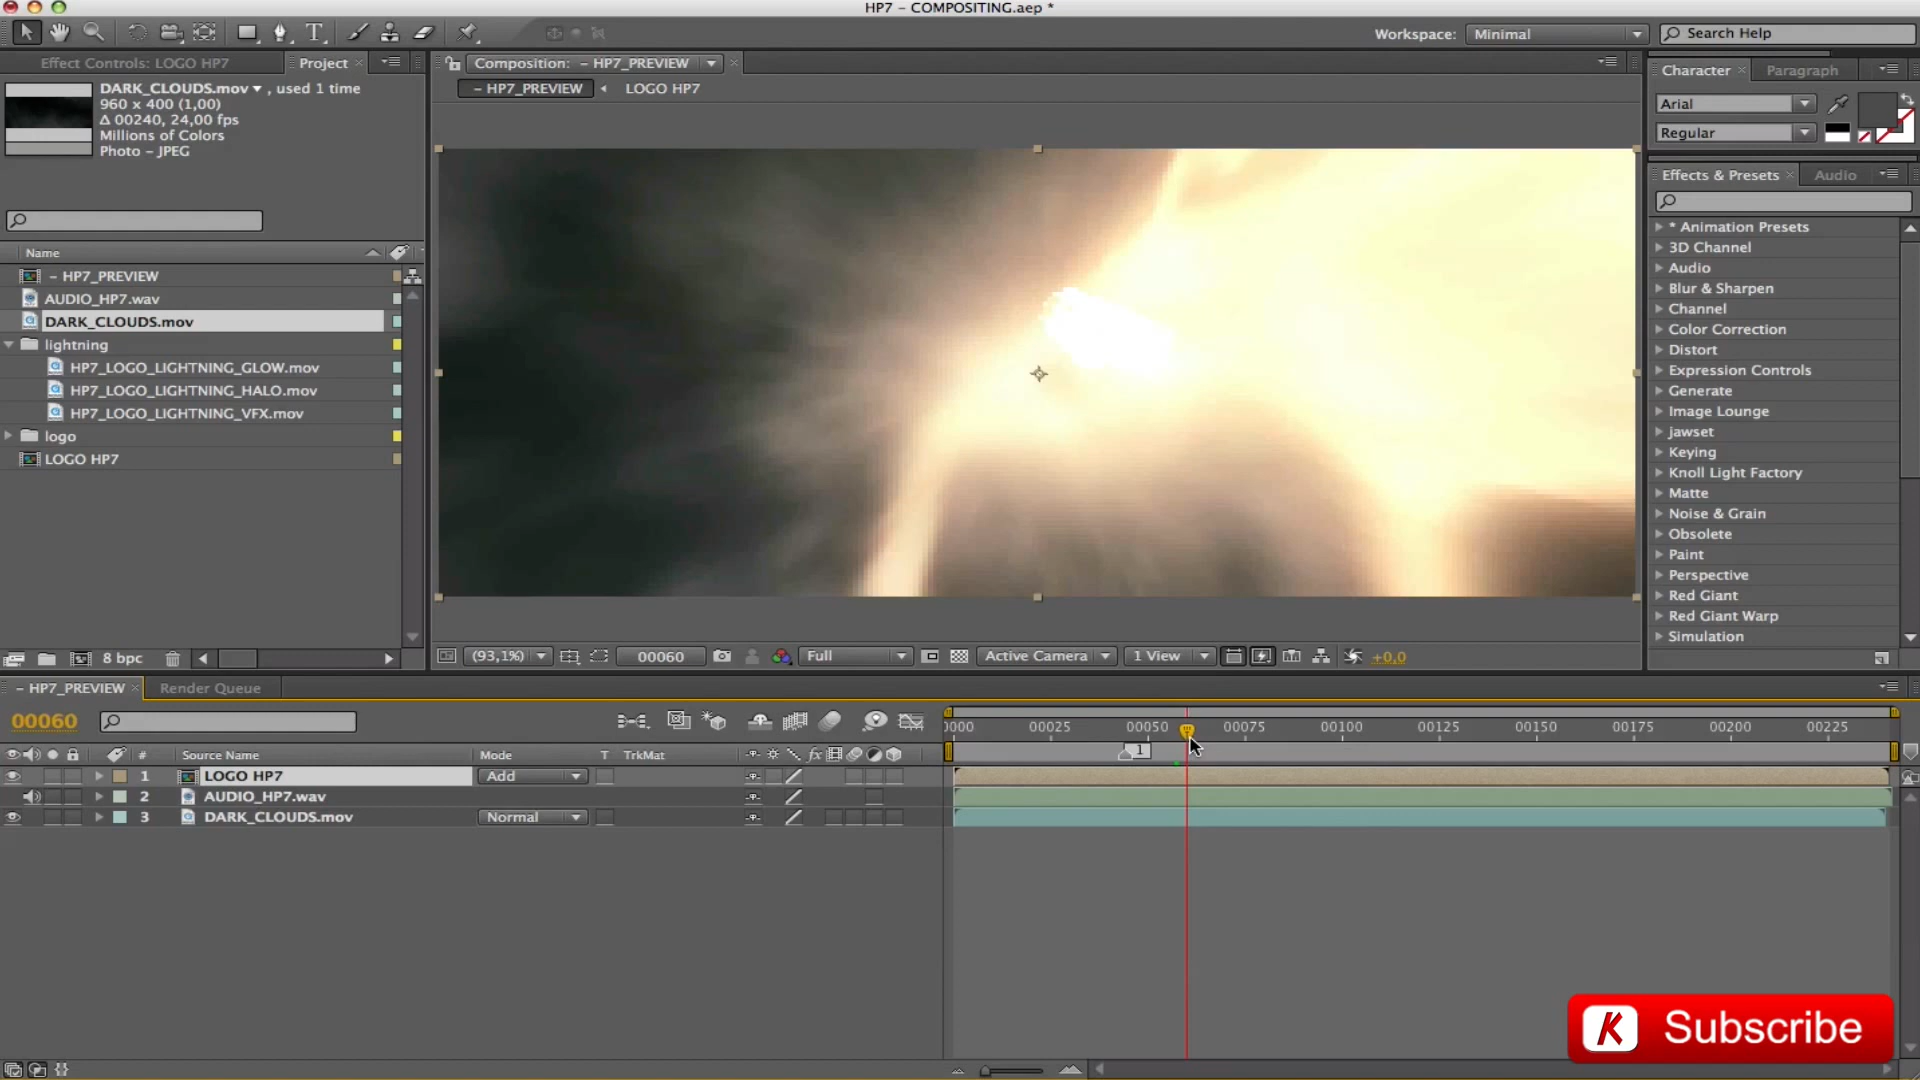 HP7 - COMPOSITING.aep *
Workspace: Minimal
Search Help
Effect Controls: LOGO HP7
Project
Composition: - HP7_PREVIEW
- HP7_PREVIEW
LOGO HP7
DARK_CLOUDS.mov , used 1 time
960 x 400 (1,00)
Δ 00240, 24,00 fps
Millions of Colors
Photo - JPEG
Name
- HP7_PREVIEW
AUDIO_HP7.wav
DARK_CLOUDS.mov
lightning
HP7_LOGO_LIGHTNING_GLOW.mov
HP7_LOGO_LIGHTNING_HALO.mov
HP7_LOGO_LIGHTNING_VFX.mov
logo
LOGO HP7
8 bpc
(93,1%)
00060
Full
Active Camera
1 View
+0,0
Character
Paragraph
Arial
Regular
Effects & Presets
Audio
* Animation Presets
3D Channel
Audio
Blur & Sharpen
Channel
Color Correction
Distort
Expression Controls
Generate
Image Lounge
jawset
Keying
Knoll Light Factory
Matte
Noise & Grain
Obsolete
Paint
Perspective
Red Giant
Red Giant Warp
Simulation
- HP7_PREVIEW
Render Queue
00060
0000 00025 00050 00075 00100 00125 00150 00175 00200 00225
1
# Source Name Mode T TrkMat
fx
1 LOGO HP7 Add
2 AUDIO_HP7.wav
3 DARK_CLOUDS.mov Normal
K Subscribe